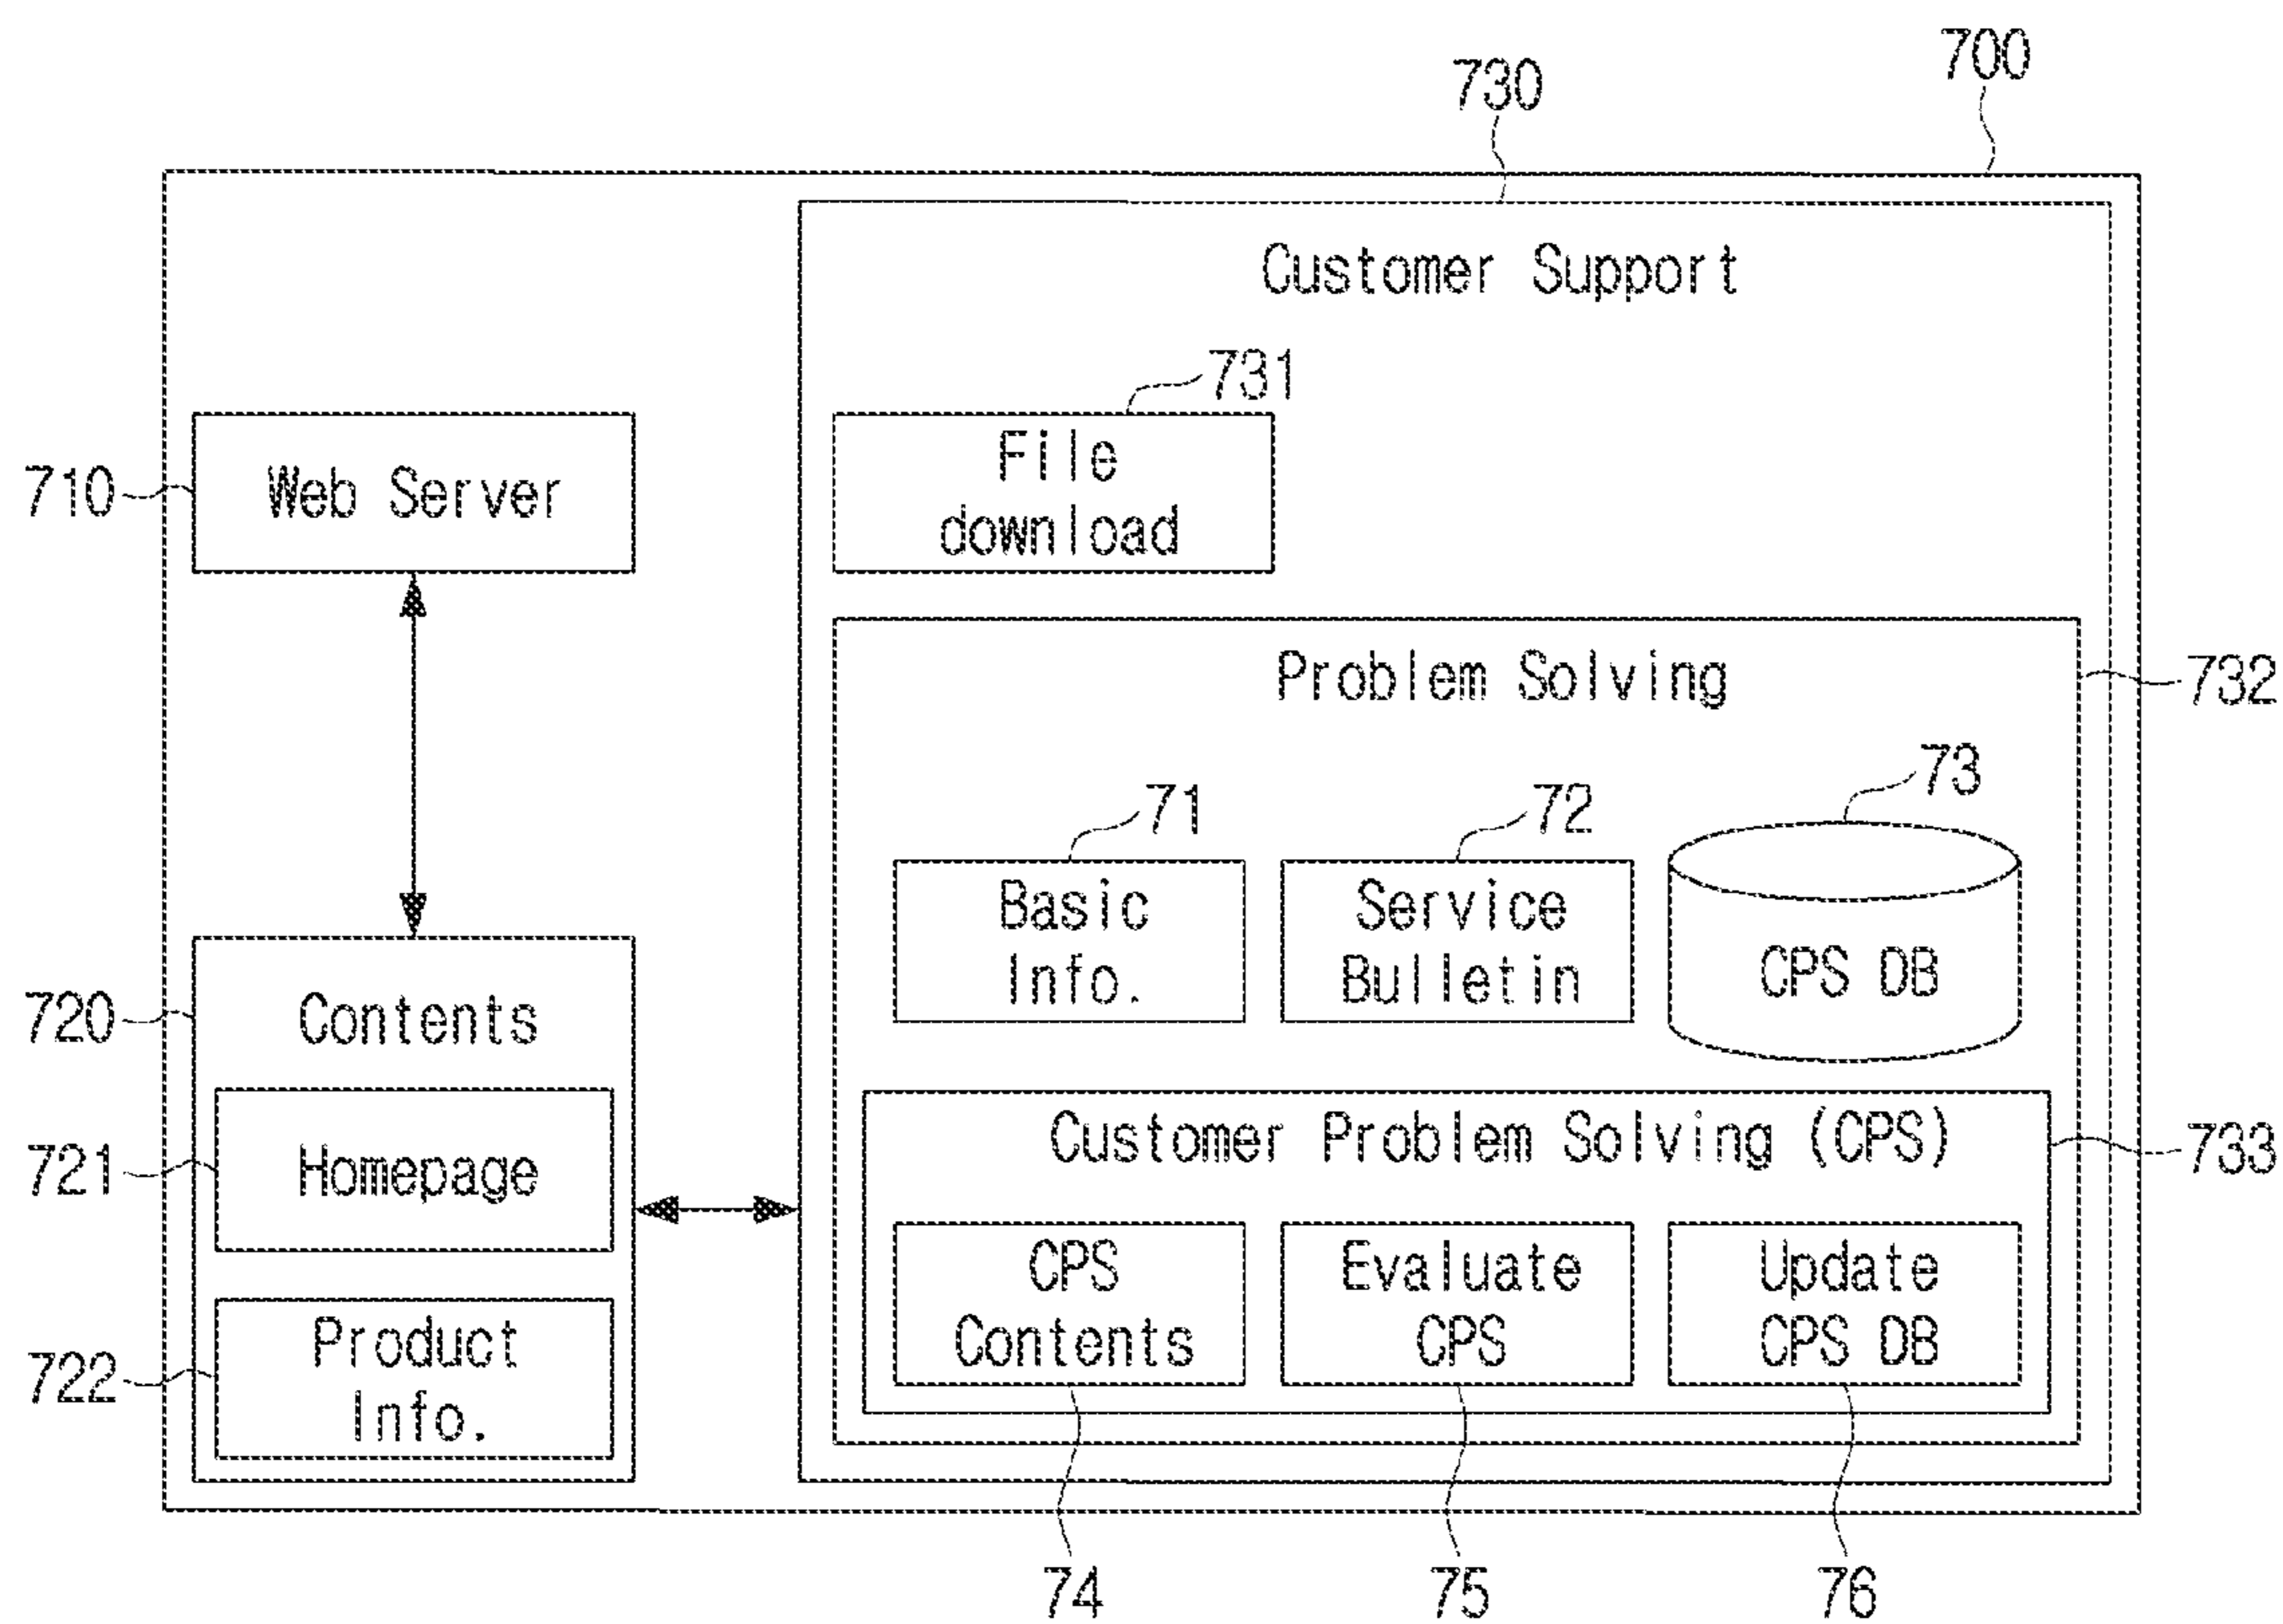 700
730
Customer Support
731
File
download
710
Web Server
Problem Solving
732
71
72
73
Basic
Info.
Service
Bulletin
CPS DB
720
Contents
721
Homepage
722
Product
Info.
Customer Problem Solving (CPS)
733
CPS
Contents
Evaluate
CPS
Update
CPS DB
74
75
76